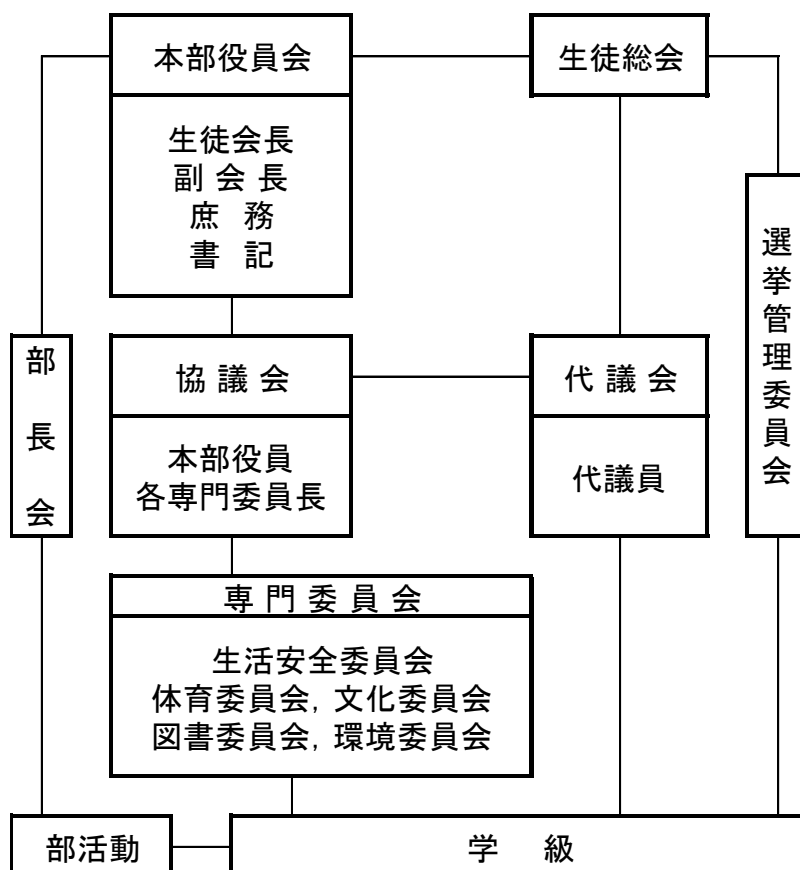 本部役員会
生徒総会
生徒会長
副 会 長
庶 務
書 記
選挙管理委員会
部長会
協 議 会
代 議 会
本部役員
各専門委員長
代議員
専 門 委 員 会
生活安全委員会
体育委員会, 文化委員会
図書委員会, 環境委員会
部活動
学 級